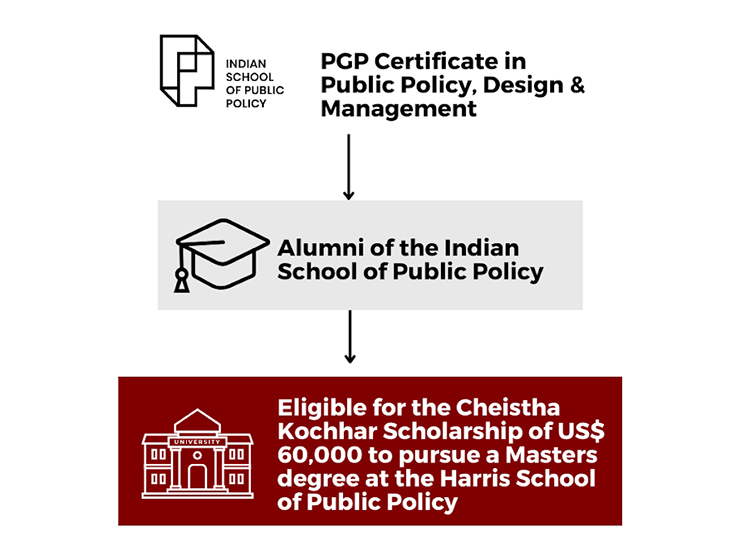 INDIAN
SCHOOL
OF PUBLIC
POLICY
PGP Certificate in
Public Policy, Design &
Management
Alumni of the Indian
School of Public Policy
UNIVERSITY
Eligible for the Cheistha
Kochhar Scholarship of US$
60,000 to pursue a Masters
degree at the Harris School
of Public Policy